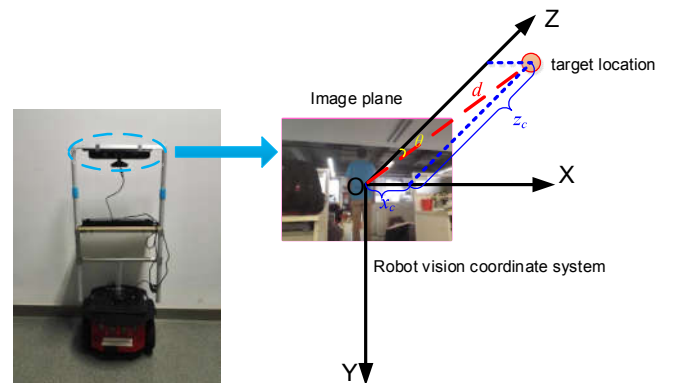 Z
target location
d
Image plane
z_c
θ
O
X
x_c
Robot vision coordinate system
Y